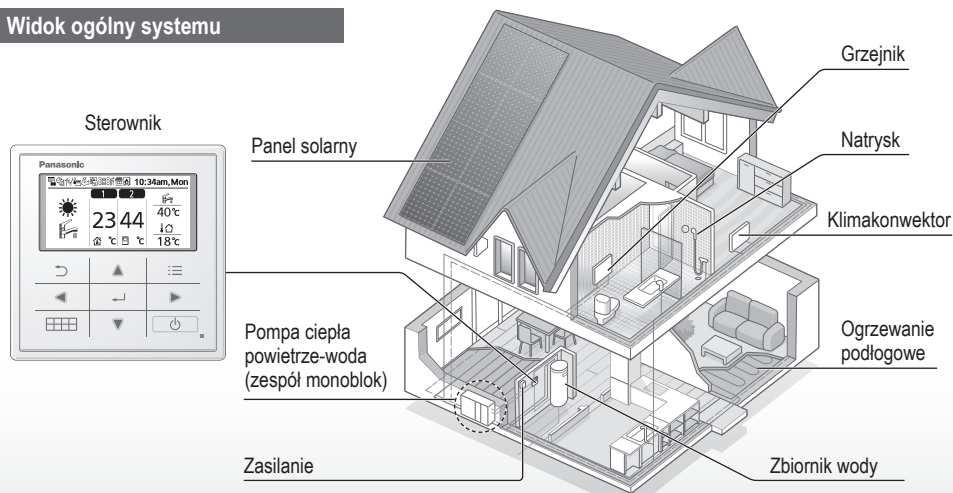 Widok ogólny systemu
Sterownik
Panasonic
10:34am, Mon
1 2
23 44
40°c
°c °c
18°c
Panel solarny
Pompa ciepła
powietrze-woda
(zespół monoblok)
Zasilanie
Grzejnik
Natrysk
Klimakonwektor
Ogrzewanie
podłogowe
Zbiornik wody